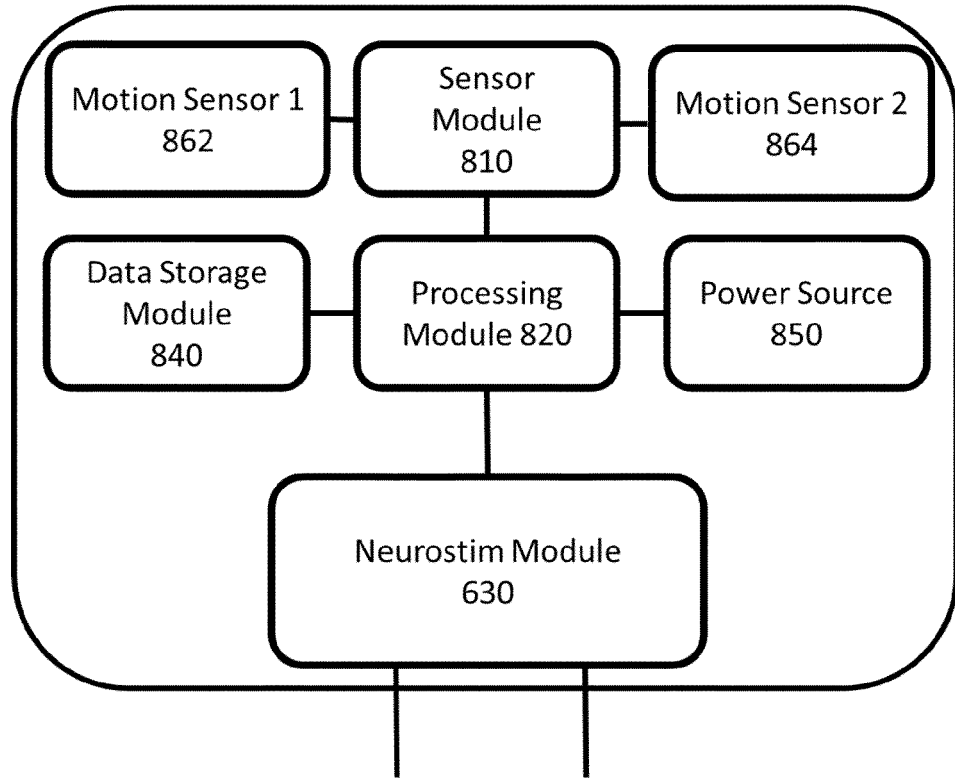 Motion Sensor 1
862
Sensor
Module
810
Motion Sensor 2
864
Data Storage
Module
840
Processing
Module 820
Power Source
850
Neurostim Module
630